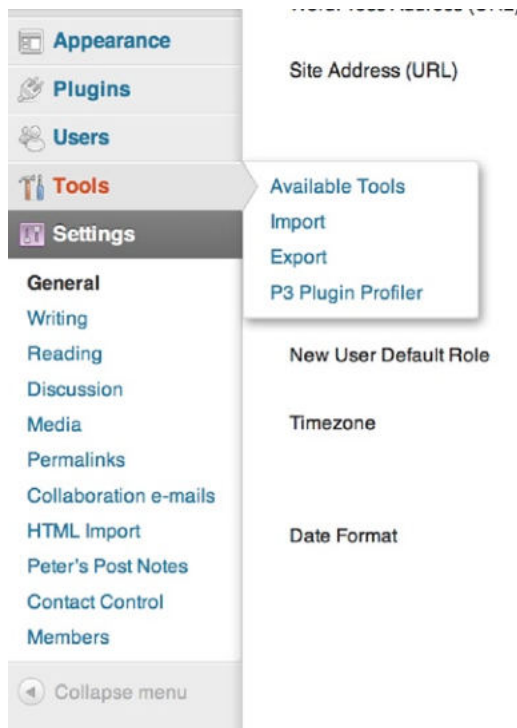 Appearance
Plugins
Users
Tools
Settings
General
Writing
Reading
Discussion
Media
Permalinks
Collaboration e-mails
HTML Import
Peter's Post Notes
Contact Control
Members
Collapse menu
Available Tools
Import
Export
P3 Plugin Profiler
Site Address (URL)
New User Default Role
Timezone
Date Format